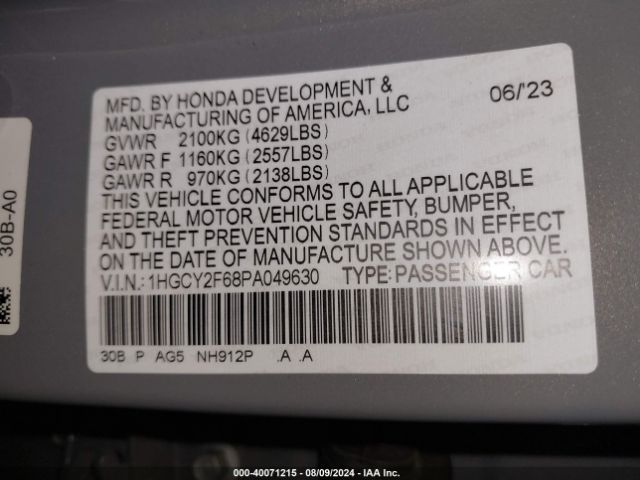 MFD. BY HONDA DEVELOPMENT &
MANUFACTURING OF AMERICA, LLC 06/'23
GVWR 2100KG (4629LBS)
GAWR F 1160KG (2557LBS)
GAWR R 970KG (2138LBS)
THIS VEHICLE CONFORMS TO ALL APPLICABLE
FEDERAL MOTOR VEHICLE SAFETY, BUMPER,
AND THEFT PREVENTION STANDARDS IN EFFECT
ON THE DATE OF MANUFACTURE SHOWN ABOVE.
V.I.N.: 1HGCY2F68PA049630 TYPE: PASSENGER CAR
30B P AG5 NH912P .A .A
30B-A0
000-40071215 - 08/09/2024 - IAA Inc.